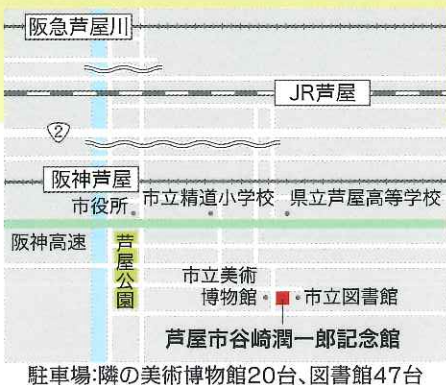 阪急芦屋川
JR芦屋
2
阪神芦屋
市役所
市立精道小学校
県立芦屋高等学校
阪神高速
芦屋公園
市立美術
博物館
市立図書館
芦屋市谷崎潤一郎記念館
駐車場:隣の美術博物館20台、図書館47台